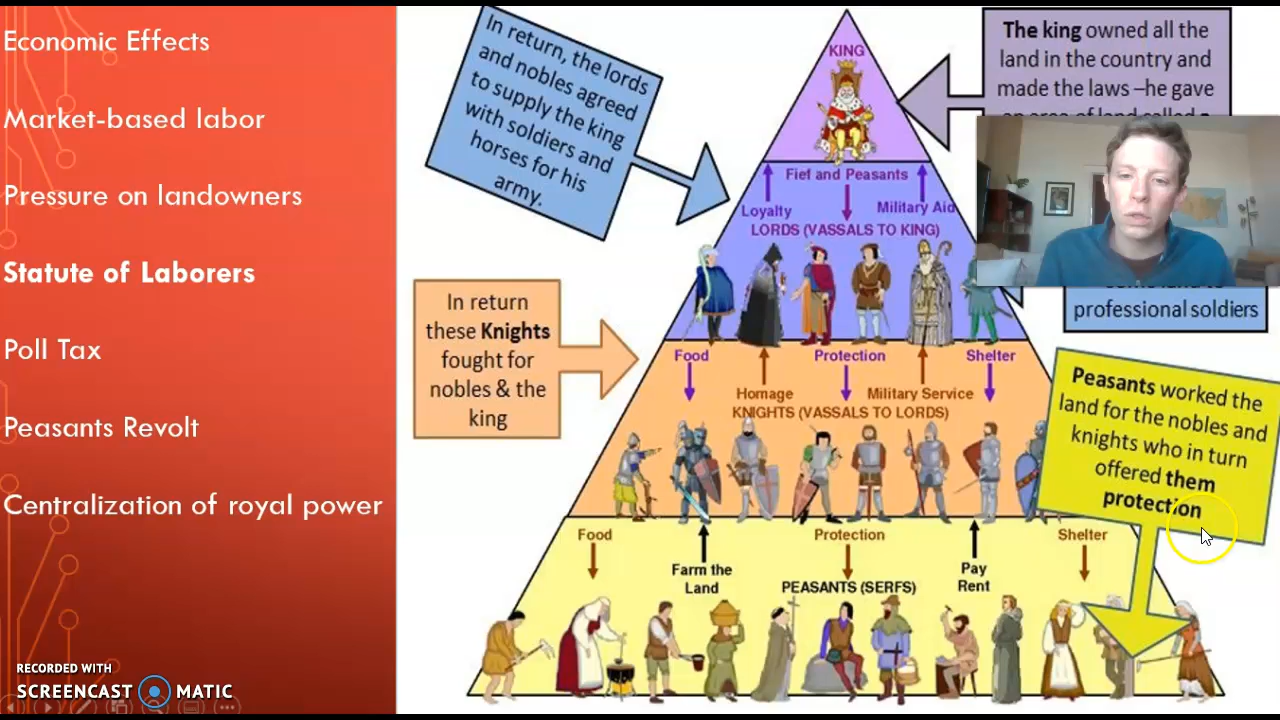 Economic Effects
Market-based labor
Pressure on landowners
Statute of Laborers
Poll Tax
Peasants Revolt
Centralization of royal power
RECORDED WITH
SCREENCAST MATIC
In return, the lords
and nobles agreed
to supply the king
with soldiers and
horses for his
army.
The king owned all the
land in the country and
made the laws –he gave
KING
Fief and Peasants
Loyalty
Military Aid
LORDS (VASSALS TO KING)
professional soldiers
In return
these Knights
fought for
nobles & the
king
Food
Protection
Shelter
Homage
Military Service
KNIGHTS (VASSALS TO LORDS)
Peasants worked the
land for the nobles and
knights who in turn
offered them
protection
Food
Protection
Shelter
Farm the
Land
Pay
Rent
PEASANTS (SERFS)